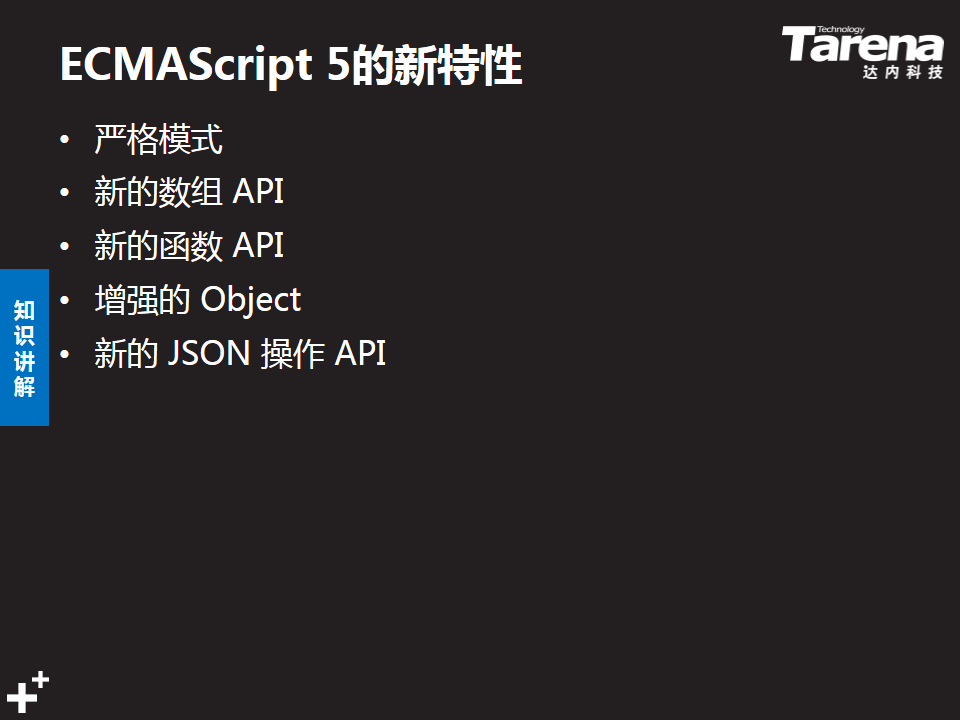 ECMAScript 5的新特性
Technology
Tarena
达内科技
• 严格模式
• 新的数组 API
• 新的函数 API
• 增强的 Object
• 新的 JSON 操作 API
知识讲解